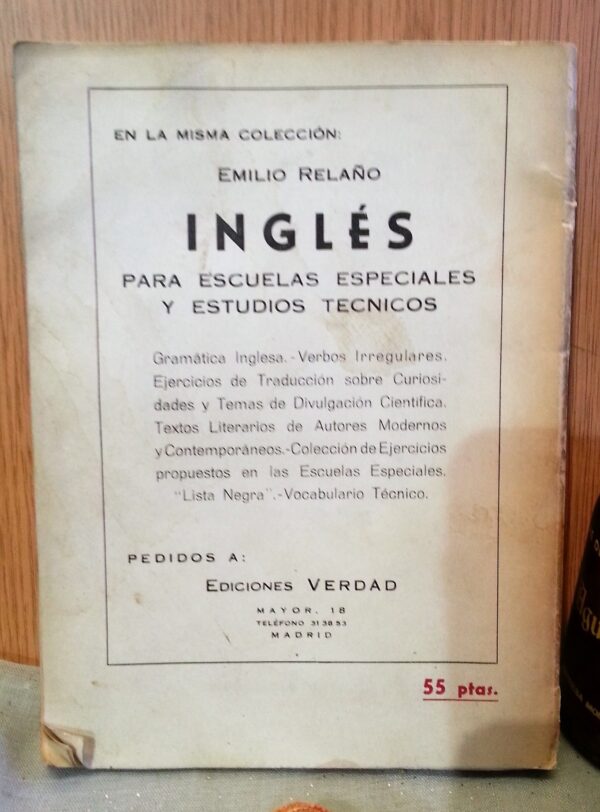 EN LA MISMA COLECCIÓN:
EMILIO RELAÑO
INGLÉS
PARA ESCUELAS ESPECIALES
Y ESTUDIOS TECNICOS
Gramática Inglesa.-Verbos Irregulares.
Ejercicios de Traducción sobre Curiosi-
dades y Temas de Divulgación Científica.
Textos Literarios de Autores Modernos
y Contemporáneos.-Colección de Ejercicios
propuestos en las Escuelas Especiales.
"Lista Negra".-Vocabulario Técnico.
PEDIDOS A:
EDICIONES VERDAD
MAYOR, 18
TELÉFONO 31 38 53
MADRID
55 ptas.